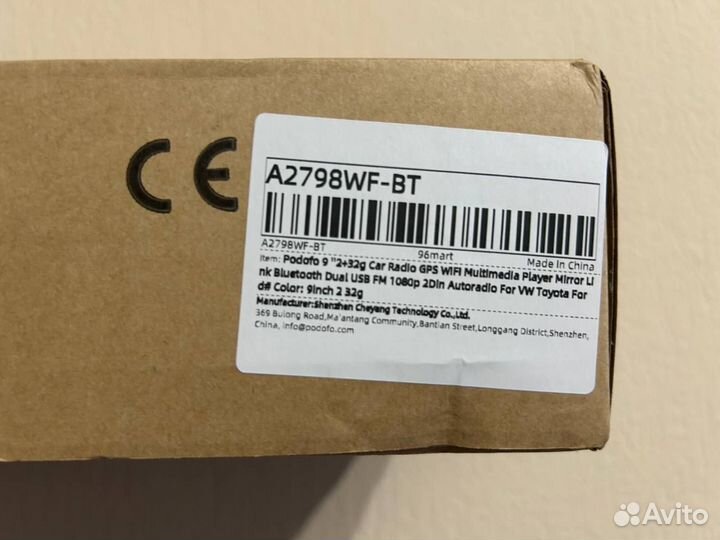 CE
A2798WF-BT
A2798WF-BT 96mart Made in China
Item: Podofo 9 "2+32g Car Radio GPS WIFI Multimedia Player Mirror Li
nk Bluetooth Dual USB FM 1080p 2Din Autoradio For VW Toyota For
d# Color: 9inch 2 32g
Manufacturer:Shenzhen Cheyang Technology Co.,Ltd.
369 Bulong Road,Ma'antang Community,Bantian Street,Longgang District,Shenzhen,
China, info@podofo.com
Avito